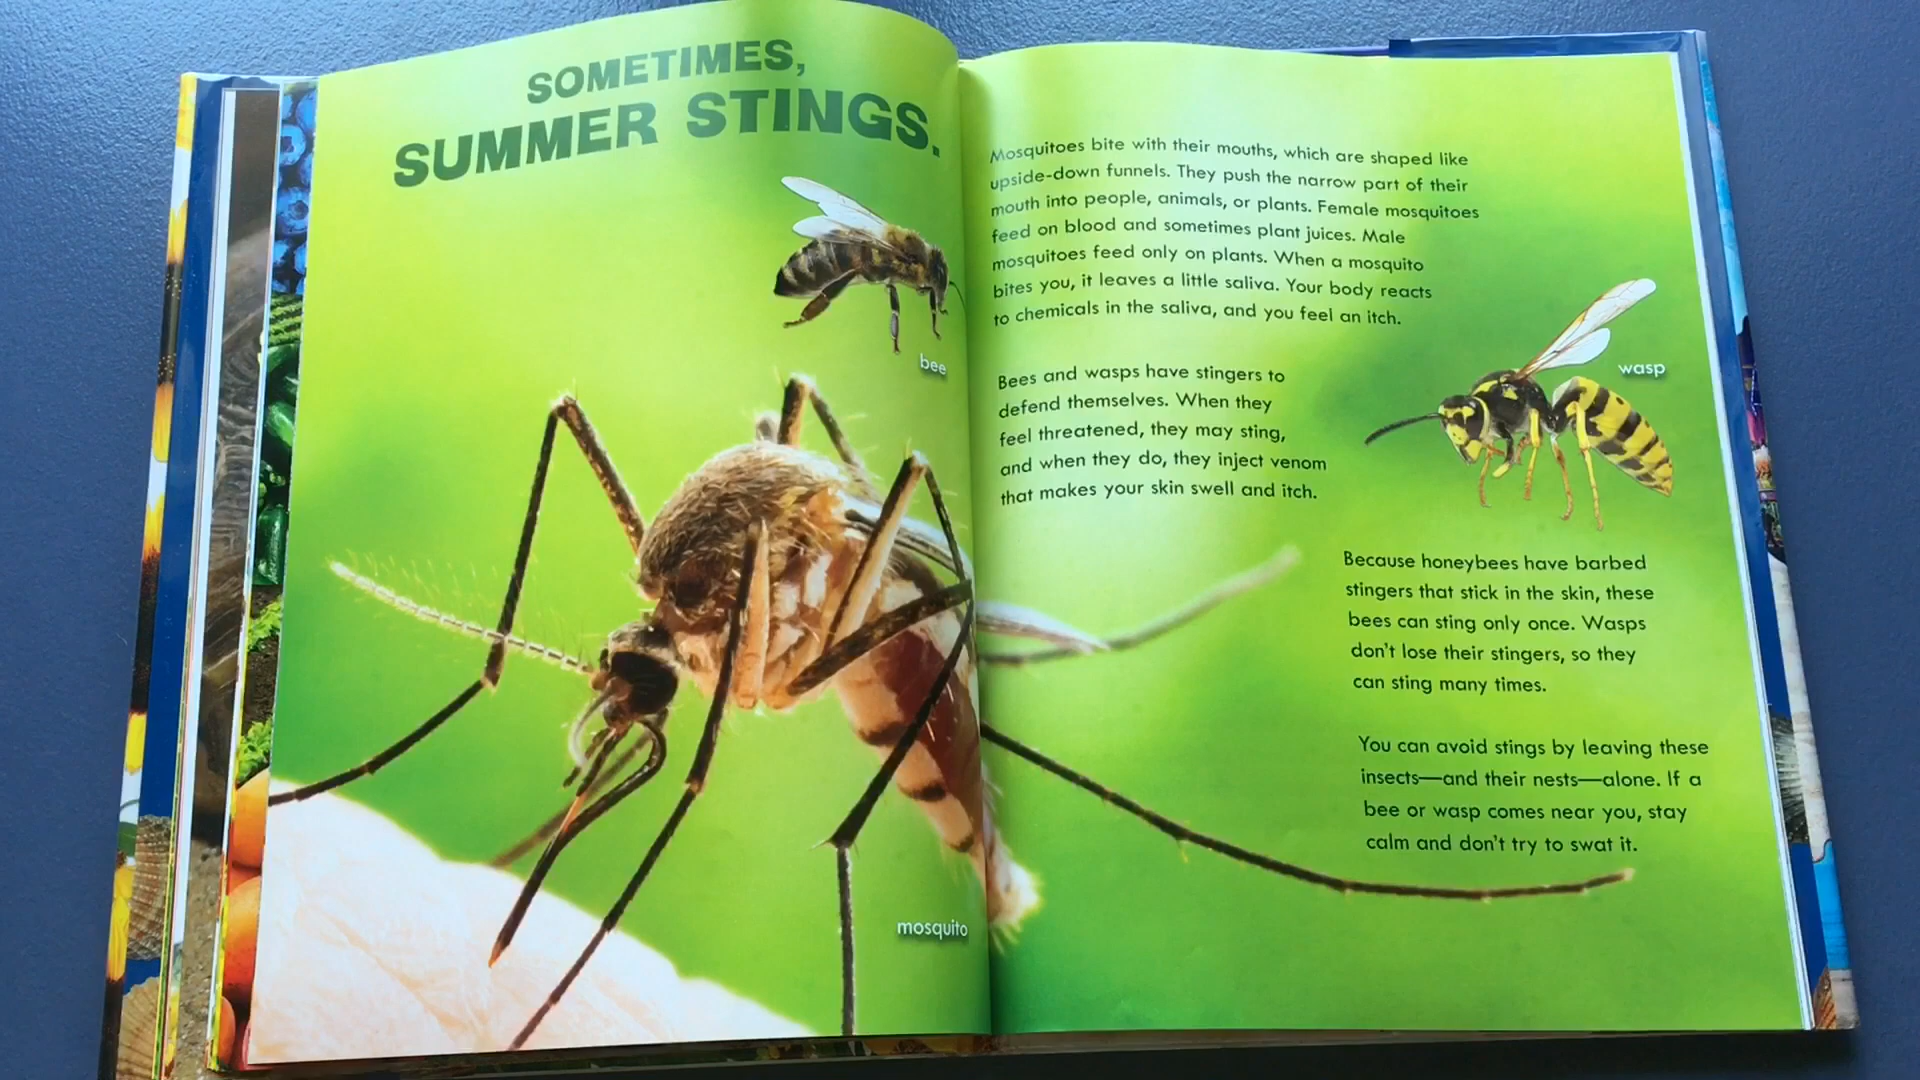 SOMETIMES,
SUMMER STINGS.
bee
mosquito
Mosquitoes bite with their mouths, which are shaped like
upside-down funnels. They push the narrow part of their
mouth into people, animals, or plants. Female mosquitoes
feed on blood and sometimes plant juices. Male
mosquitoes feed only on plants. When a mosquito
bites you, it leaves a little saliva. Your body reacts
to chemicals in the saliva, and you feel an itch.
Bees and wasps have stingers to
defend themselves. When they
feel threatened, they may sting,
and when they do, they inject venom
that makes your skin swell and itch.
wasp
Because honeybees have barbed
stingers that stick in the skin, these
bees can sting only once. Wasps
don't lose their stingers, so they
can sting many times.
You can avoid stings by leaving these
insects—and their nests—alone. If a
bee or wasp comes near you, stay
calm and don't try to swat it.